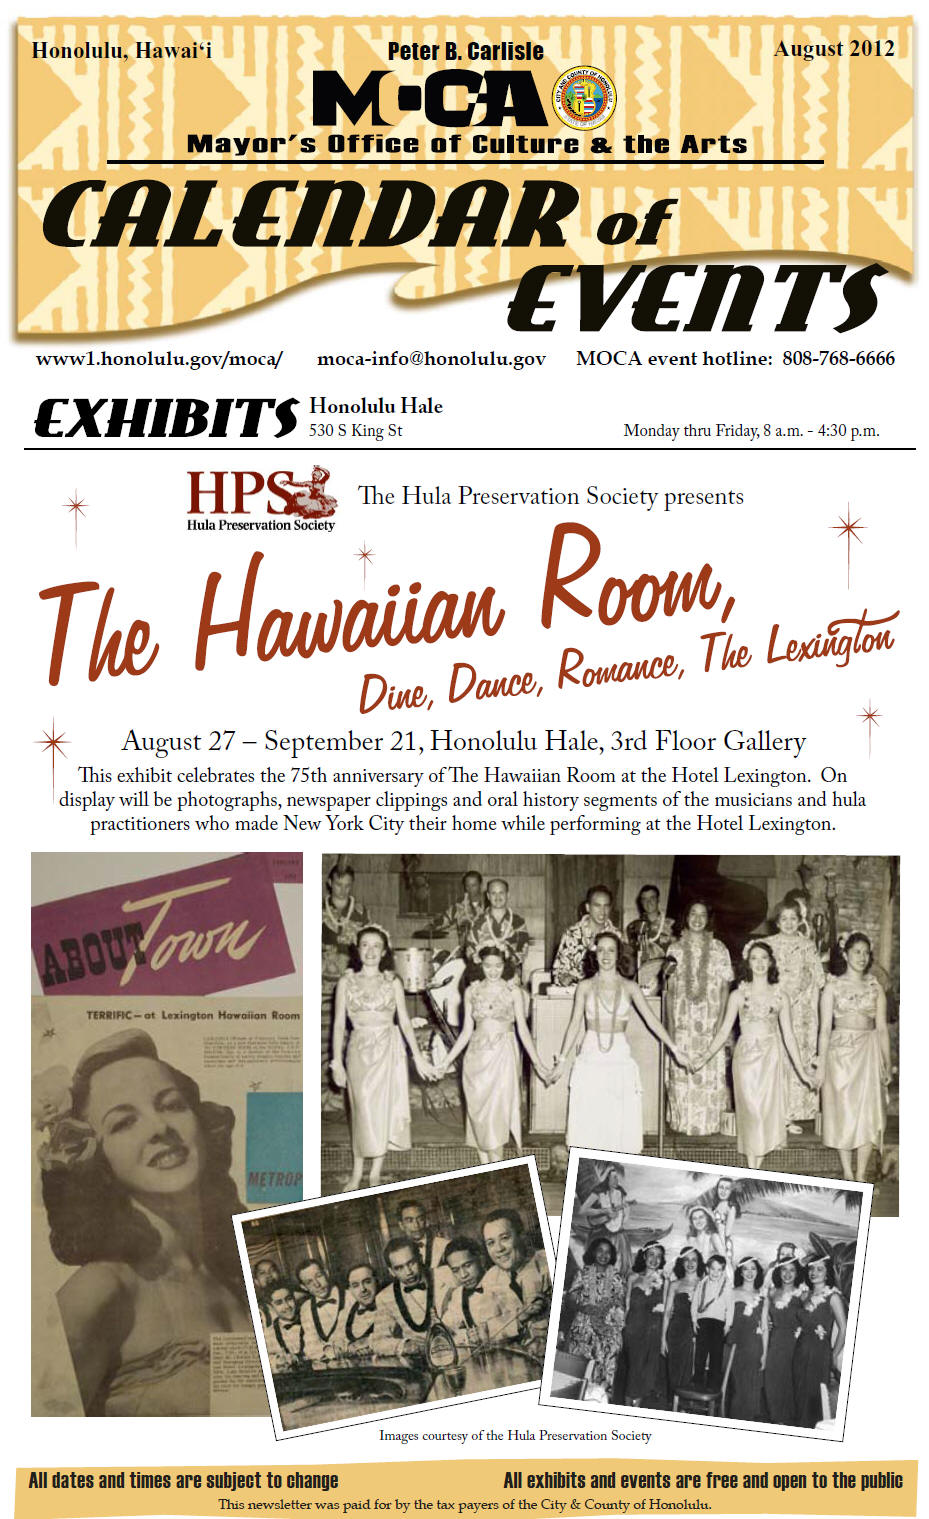 Honolulu, Hawai‘i
Peter B. Carlisle
August 2012
MOCA
CITY AND COUNTY OF HONOLULU
STATE OF HAWAII
Mayor's Office of Culture & the Arts
CALENDAR of
EVENTS
www1.honolulu.gov/moca/ moca-info@honolulu.gov MOCA event hotline: 808-768-6666
EXHIBITS
Honolulu Hale
530 S King St
Monday thru Friday, 8 a.m. - 4:30 p.m.
HPS
Hula Preservation Society
The Hula Preservation Society presents
The Hawaiian Room,
Dine, Dance, Romance, The Lexington
August 27 – September 21, Honolulu Hale, 3rd Floor Gallery
This exhibit celebrates the 75th anniversary of The Hawaiian Room at the Hotel Lexington. On
display will be photographs, newspaper clippings and oral history segments of the musicians and hula
practitioners who made New York City their home while performing at the Hotel Lexington.
ABOUT Town
TERRIFIC—at Lexington Hawaiian Room
METROP
Images courtesy of the Hula Preservation Society
All dates and times are subject to change
All exhibits and events are free and open to the public
This newsletter was paid for by the tax payers of the City & County of Honolulu.